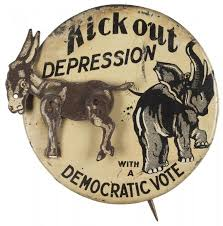 Kick out
DEPRESSION
WITH A
DEMOCRATIC VOTE